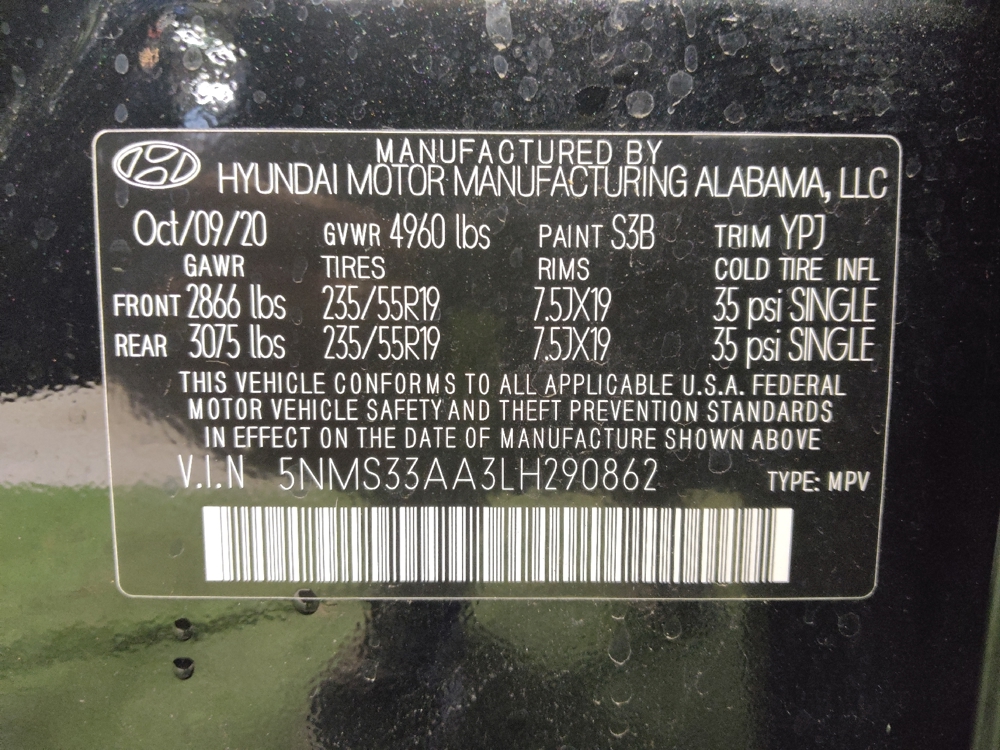 MANUFACTURED BY
HYUNDAI MOTOR MANUFACTURING ALABAMA, LLC
Oct/09/20 GVWR 4960 lbs PAINT S3B TRIM YPJ
GAWR TIRES RIMS COLD TIRE INFL
FRONT 2866 lbs 235/55R19 7.5JX19 35 psi SINGLE
REAR 3075 lbs 235/55R19 7.5JX19 35 psi SINGLE
THIS VEHICLE CONFORMS TO ALL APPLICABLE U.S.A. FEDERAL
MOTOR VEHICLE SAFETY AND THEFT PREVENTION STANDARDS
IN EFFECT ON THE DATE OF MANUFACTURE SHOWN ABOVE
V.I.N 5NMS33AA3LH290862 TYPE: MPV